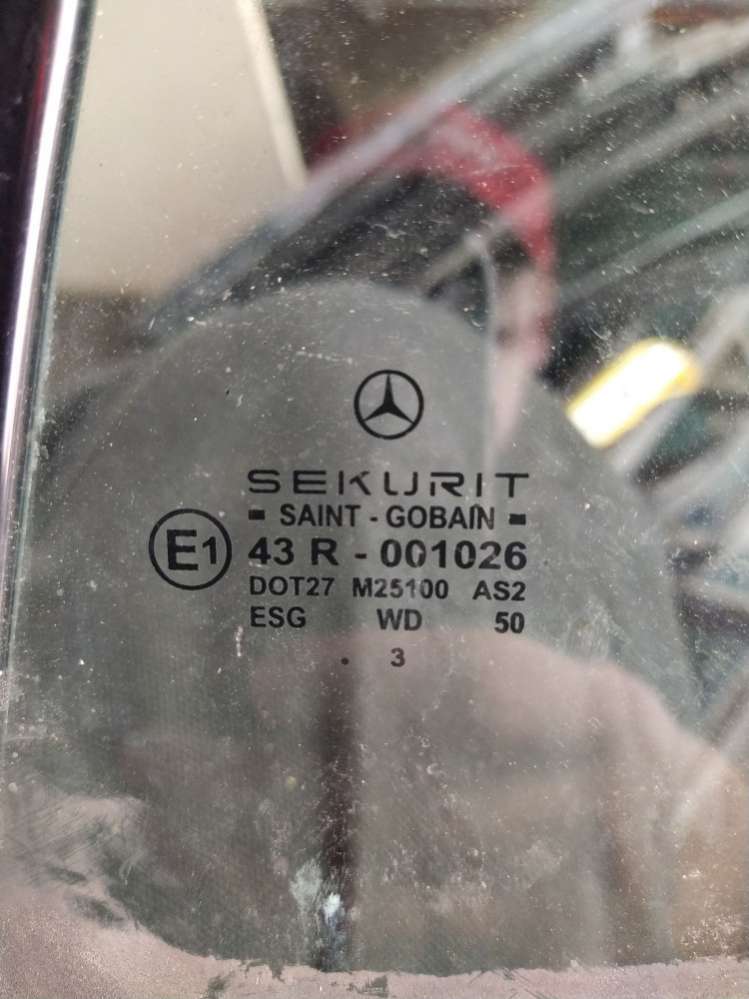 SEKURIT
- SAINT - GOBAIN -
E1 43 R - 001026
DOT27 M25100 AS2
ESG WD 50
. 3